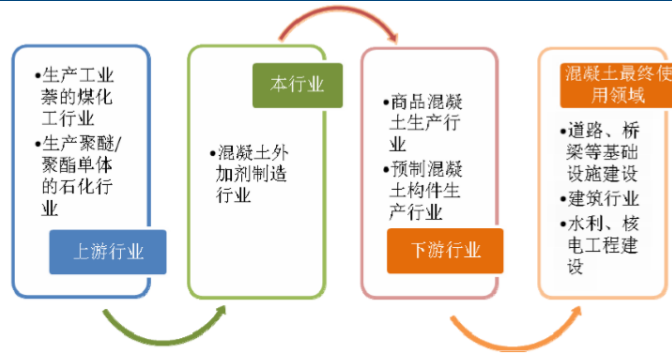 •生产工业
萘的煤化
工行业
•生产聚醚/
聚酯单体
的石化行
业
上游行业
本行业
•混凝土外
加剂制造
行业
•商品混凝
土生产行
业
•预制混凝
土构件生
产行业
下游行业
混凝土最终使
用领域
•道路、桥
梁等基础
设施建设
•建筑行业
•水利、核
电工程建
设